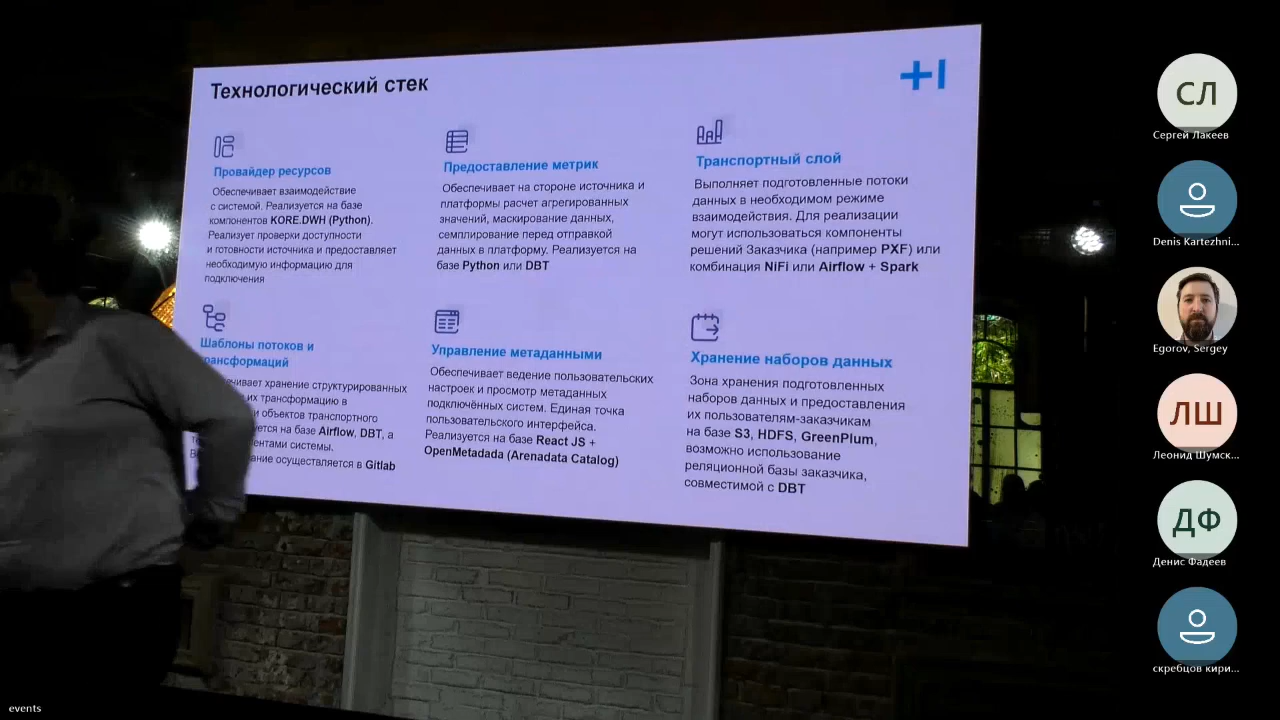 Технологический стек
Провайдер ресурсов
Обеспечивает взаимодействие
с системой. Реализуется на базе
компонентов KORE.DWH (Python).
Реализует проверки доступности
и готовности источника и предоставляет
необходимую информацию для
подключения
Предоставление метрик
Обеспечивает на стороне источника и
платформы расчет агрегированных
значений, маскирование данных,
семплирование перед отправкой
данных в платформу. Реализуется на
базе Python или DBT
Транспортный слой
Выполняет подготовленные потоки
данных в необходимом режиме
взаимодействия. Для реализации
могут использоваться компоненты
решений Заказчика (например PXF) или
комбинация NiFi или Airflow + Spark
Шаблоны потоков и
трансформаций
хранение структурированных
их трансформацию в
и объектов транспортного
на базе Airflow, DBT, а
системы.
осуществляется в Gitlab
Управление метаданными
Обеспечивает ведение пользовательских
настроек и просмотр метаданных
подключённых систем. Единая точка
пользовательского интерфейса.
Реализуется на базе React JS +
OpenMetadada (Arenadata Catalog)
Хранение наборов данных
Зона хранения подготовленных
наборов данных и предоставления
их пользователям-заказчикам
на базе S3, HDFS, GreenPlum,
возможно использование
реляционной базы заказчика,
совместимой с DBT
СЛ
Сергей Лакеев
Denis Kartezhni...
Egorov, Sergey
ЛШ
Леонид Шумск...
ДФ
Денис Фадеев
скребцов кири...
events